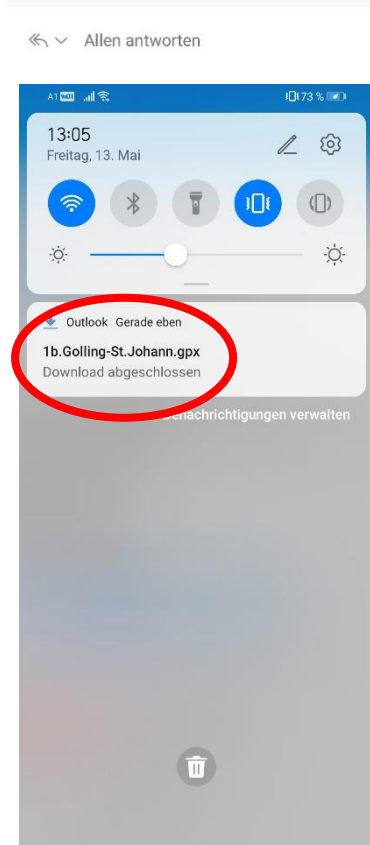 Allen antworten
A1 73 %
13:05
Freitag, 13. Mai
Outlook Gerade eben
1b.Golling-St.Johann.gpx
Download abgeschlossen
Benachrichtigungen verwalten